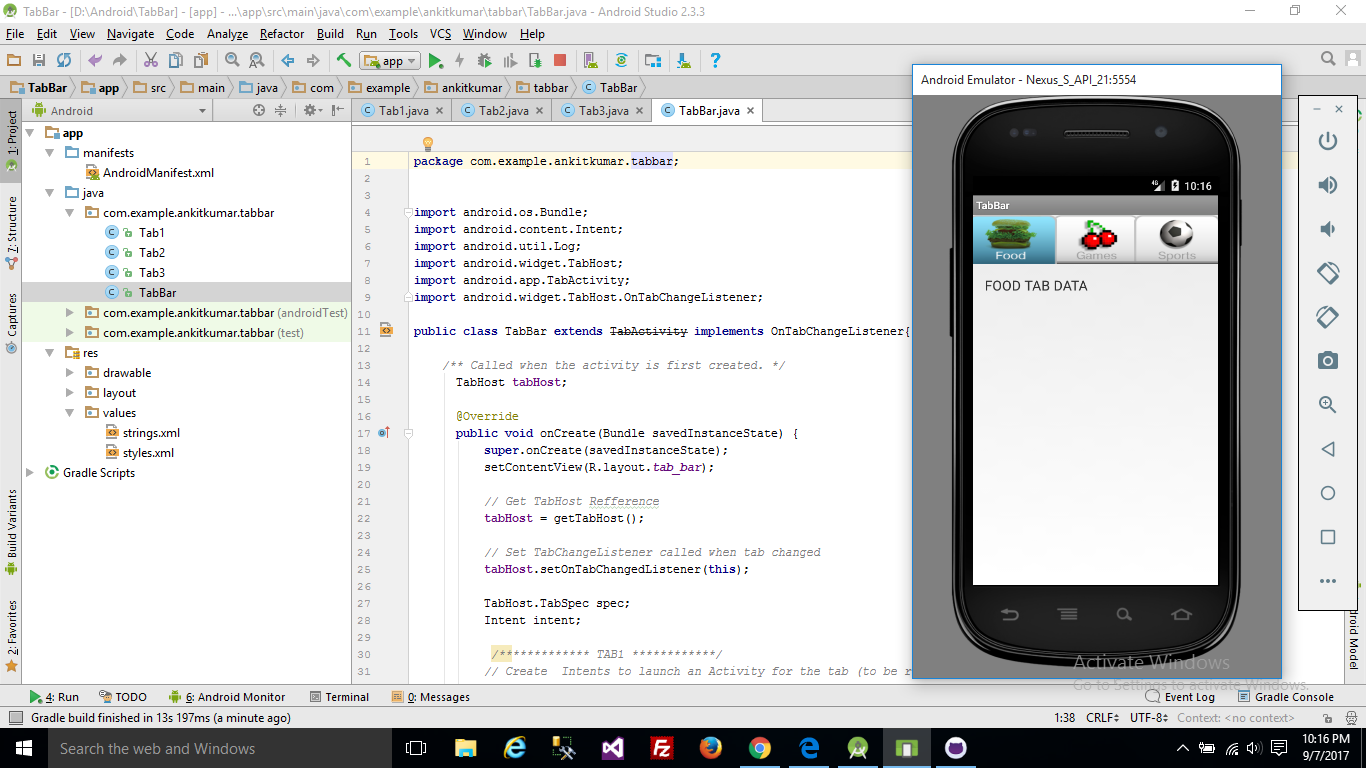 TabBar - [D:\Android\TabBar] - [app] - ...\app\src\main\java\com\example\ankitkumar\tabbar\TabBar.java - Android Studio 2.3.3
File Edit View Navigate Code Analyze Refactor Build Run Tools VCS Window Help
app
TabBar app src main java com example ankitkumar tabbar TabBar
Android
Tab1.java Tab2.java Tab3.java TabBar.java
1: Project
7: Structure
Captures
Build Variants
2: Favorites
app
manifests
AndroidManifest.xml
java
com.example.ankitkumar.tabbar
Tab1
Tab2
Tab3
TabBar
com.example.ankitkumar.tabbar (androidTest)
com.example.ankitkumar.tabbar (test)
res
drawable
layout
values
strings.xml
styles.xml
Gradle Scripts
1 package com.example.ankitkumar.tabbar;
2
3
4 import android.os.Bundle;
5 import android.content.Intent;
6 import android.util.Log;
7 import android.widget.TabHost;
8 import android.app.TabActivity;
9 import android.widget.TabHost.OnTabChangeListener;
10
11 public class TabBar extends TabActivity implements OnTabChangeListener{
12
13 /** Called when the activity is first created. */
14 TabHost tabHost;
15
16 @Override
17 public void onCreate(Bundle savedInstanceState) {
18 super.onCreate(savedInstanceState);
19 setContentView(R.layout.tab_bar);
20
21 // Get TabHost Refference
22 tabHost = getTabHost();
23
24 // Set TabChangeListener called when tab changed
25 tabHost.setOnTabChangedListener(this);
26
27 TabHost.TabSpec spec;
28 Intent intent;
29
30 /************* TAB1 ************/
31 // Create  Intents to launch an Activity for the tab (to be r
Android Emulator - Nexus_S_API_21:5554
4G 10:16
TabBar
Food Games Sports
FOOD TAB DATA
Android Model
Activate Windows
Go to Settings to activate Windows.
4: Run TODO 6: Android Monitor Terminal 0: Messages Event Log Gradle Console
Gradle build finished in 13s 197ms (a minute ago) 1:38 CRLF UTF-8 Context: <no context>
Search the web and Windows
10:16 PM
9/7/2017